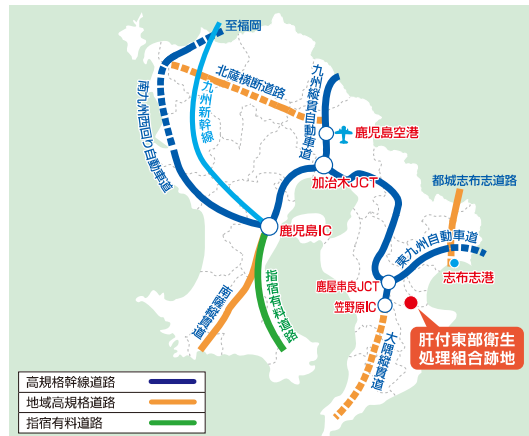 至福岡
北薩横断道路
九州縦貫自動車道
九州新幹線
南九州西回り自動車道
鹿児島空港
加治木JCT
都城志布志道路
鹿児島IC
東九州自動車道
志布志港
鹿屋串良JCT
笠野原IC
指宿有料道路
南薩縦貫道
大隅縦貫道
肝付東部衛生
処理組合跡地
高規格幹線道路
地域高規格道路
指宿有料道路